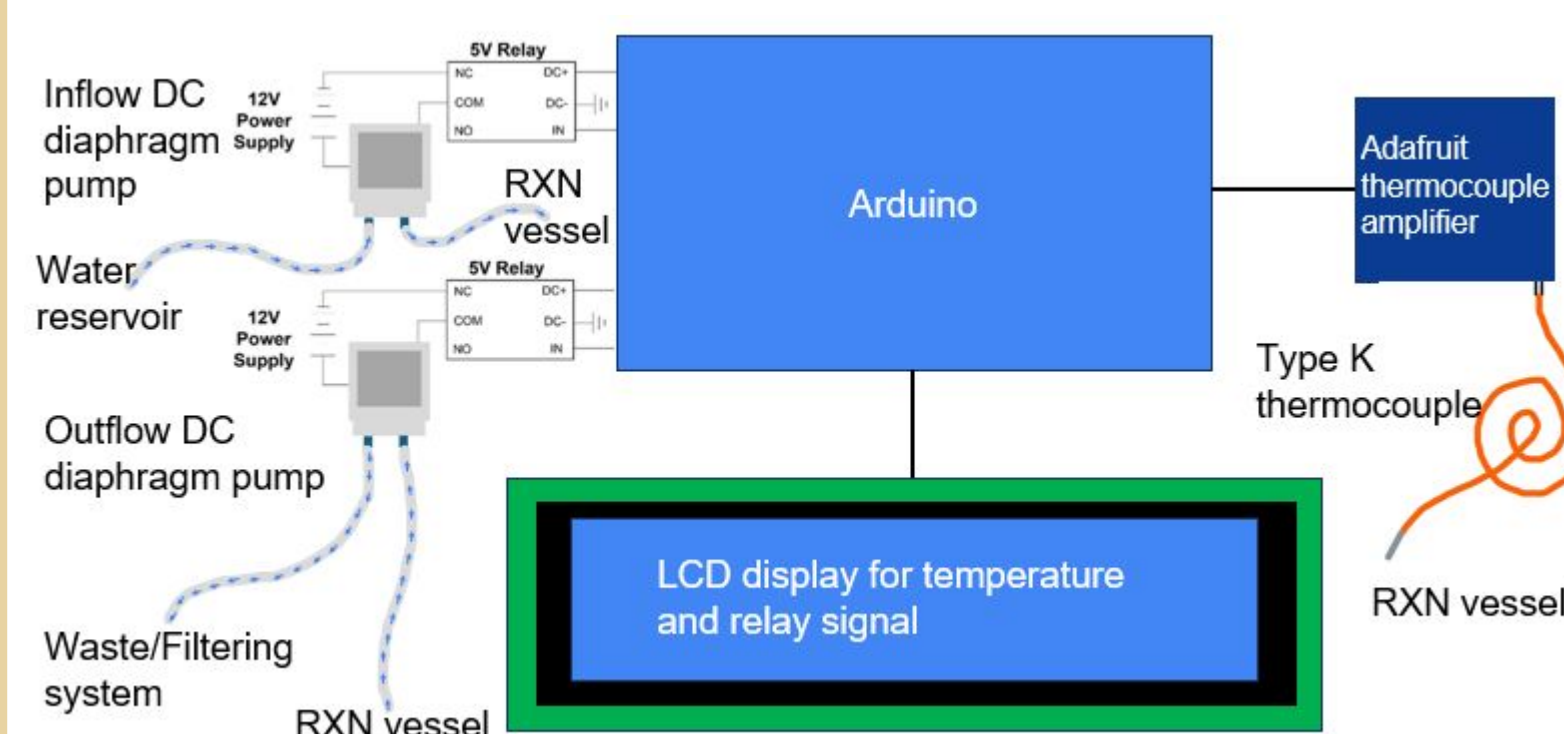 5V Relay
NC DC+
COM DC-
NO IN
Inflow DC
diaphragm
pump
12V
Power
Supply
RXN
vessel
Water
reservoir
5V Relay
NC DC+
COM DC-
NO IN
12V
Power
Supply
Outflow DC
diaphragm pump
Waste/Filtering
system
RXN vessel
Arduino
LCD display for temperature
and relay signal
Adafruit
thermocouple
amplifier
Type K
thermocouple
RXN vessel